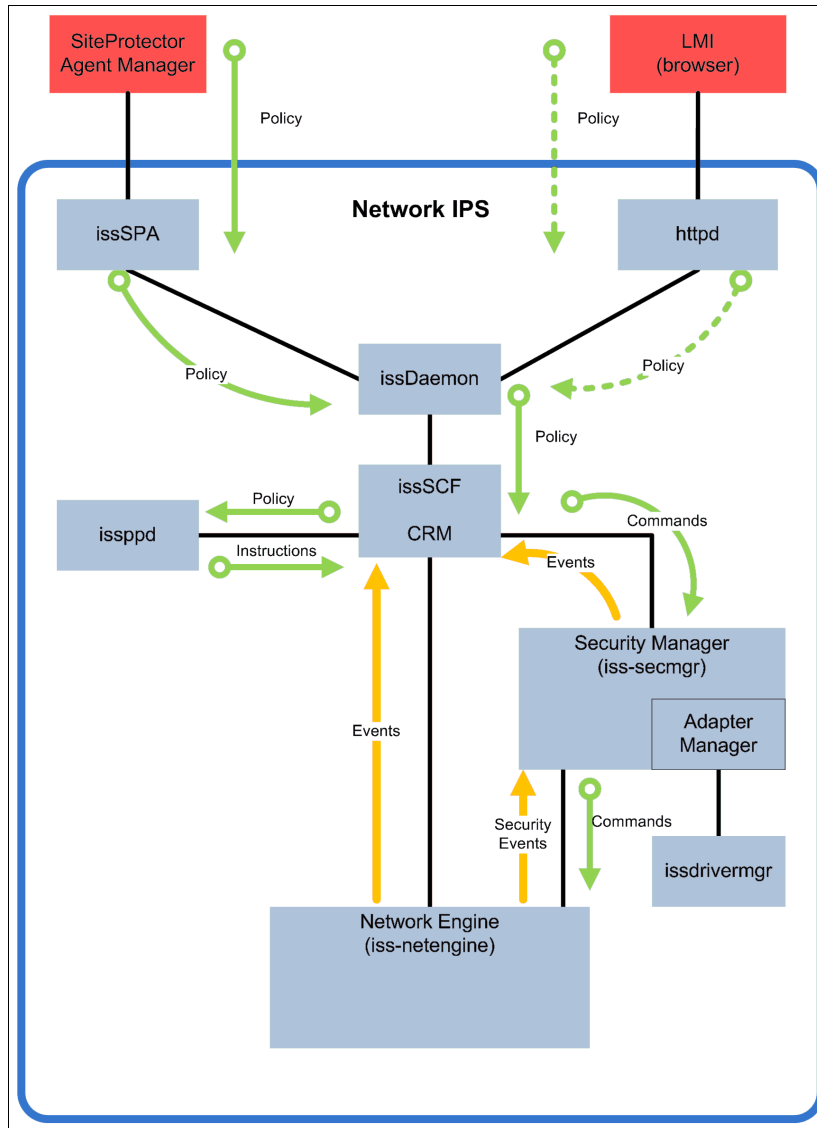 SiteProtector
Agent Manager
LMI
(browser)
Policy
Policy
Network IPS
issSPA
httpd
issDaemon
Policy
Policy
Policy
issSCF
CRM
Policy
issppd
Instructions
Commands
Events
Security Manager
(iss-secmgr)
Adapter
Manager
Events
Security
Events
Commands
issdrivermgr
Network Engine
(iss-netengine)